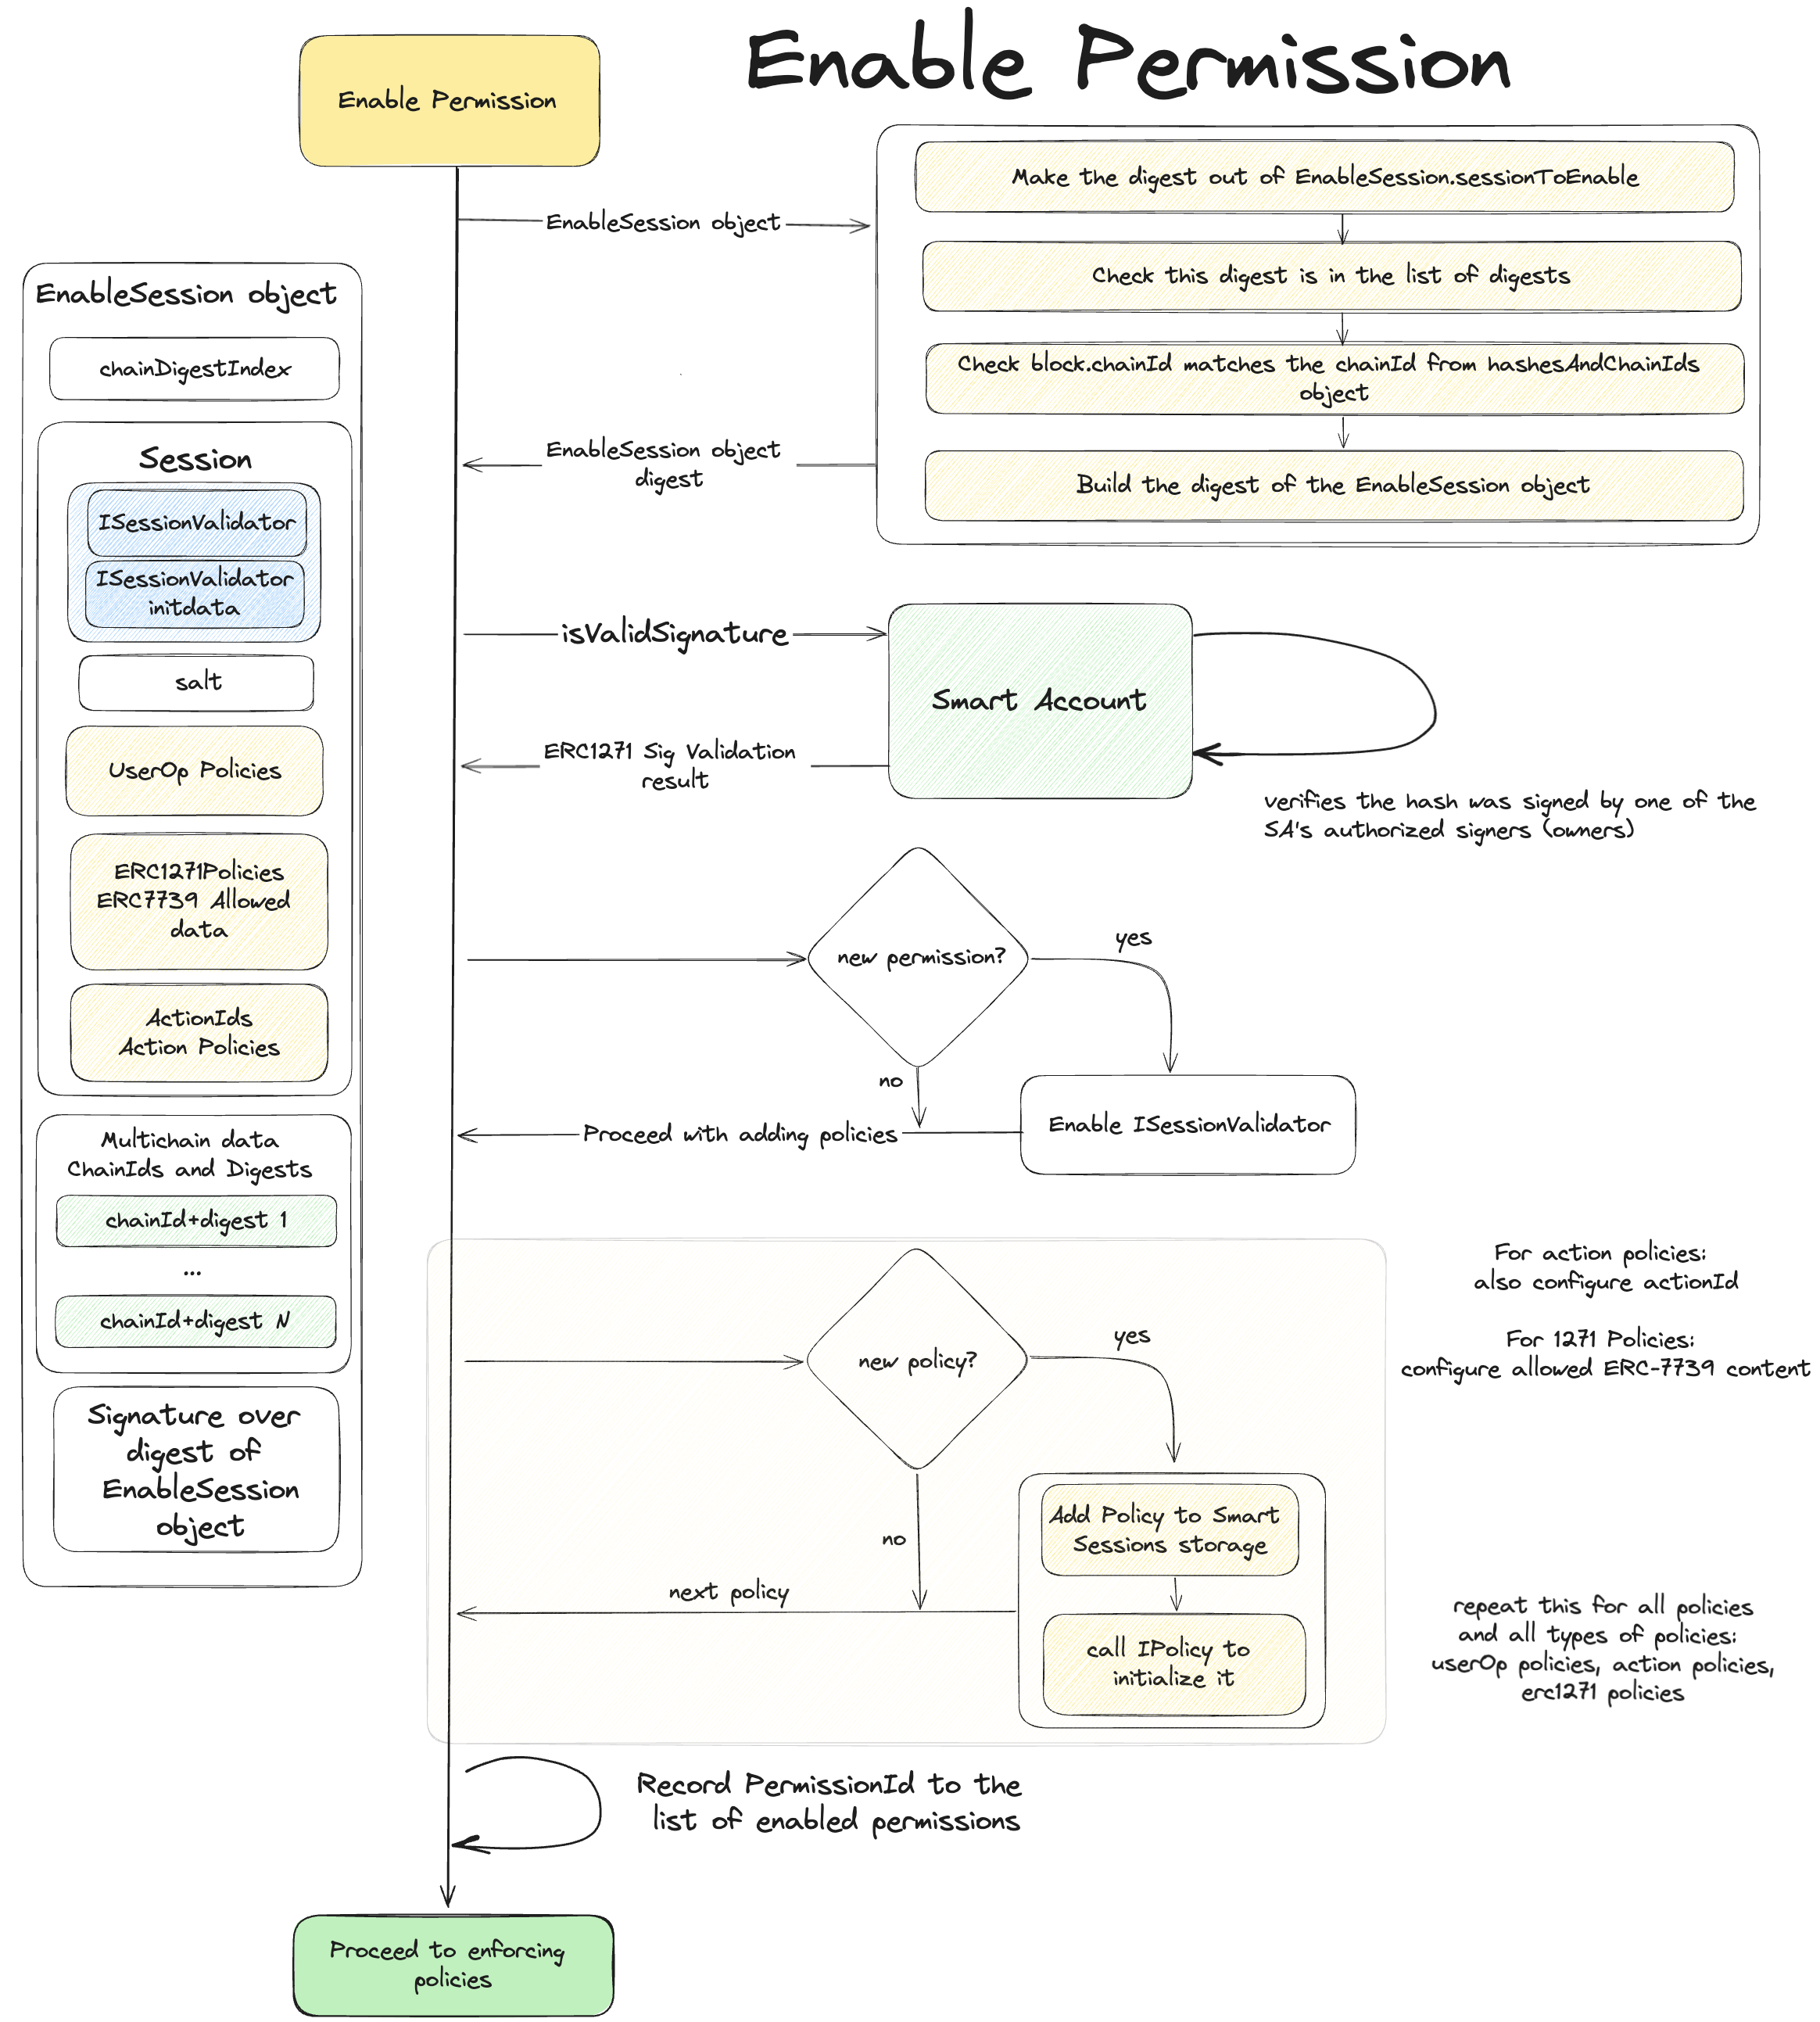 Enable Permission
Enable Permission
EnableSession object
Make the digest out of EnableSession.sessionToEnable
Check this digest is in the list of digests
Check block.chainId matches the chainId from hashesAndChainIds
object
Build the digest of the EnableSession object
EnableSession object
digest
EnableSession object
chainDigestIndex
Session
ISessionValidator
ISessionValidator
initdata
salt
UserOp Policies
ERC1271Policies
ERC7739 Allowed
data
ActionIds
Action Policies
Multichain data
ChainIds and Digests
chainId+digest 1
...
chainId+digest N
Signature over
digest of
EnableSession
object
isValidSignature
Smart Account
ERC1271 Sig Validation
result
verifies the hash was signed by one of the
SA's authorized signers (owners)
new permission?
yes
no
Enable ISessionValidator
Proceed with adding policies
new policy?
yes
no
Add Policy to Smart
Sessions storage
call IPolicy to
initialize it
next policy
For action policies:
also configure actionId
For 1271 Policies:
configure allowed ERC-7739 content
repeat this for all policies
and all types of policies:
userOp policies, action policies,
erc1271 policies
Record PermissionId to the
list of enabled permissions
Proceed to enforcing
policies